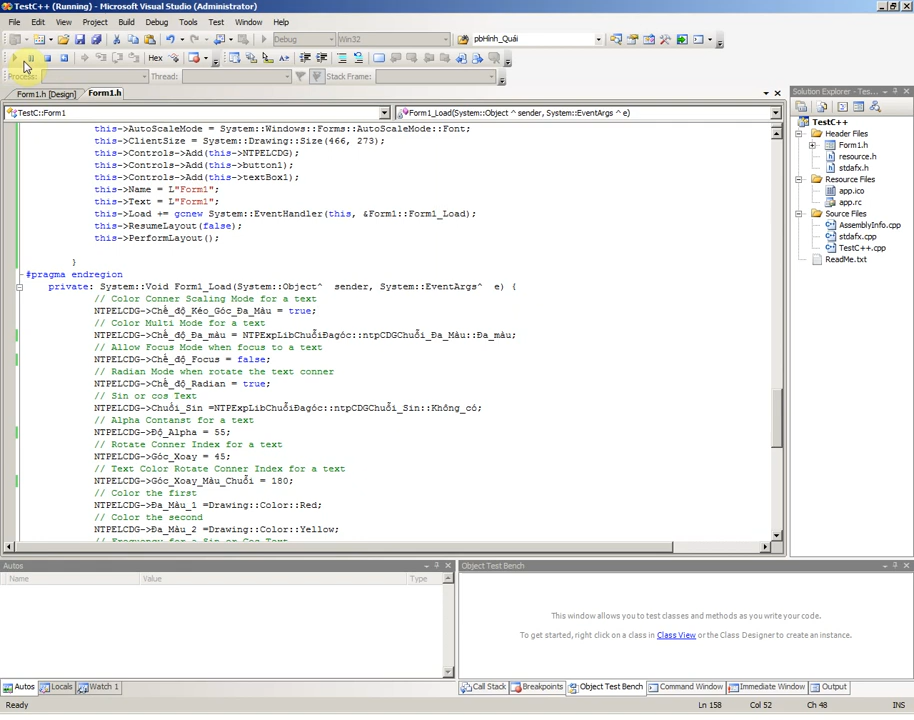 TestC++ (Running) - Microsoft Visual Studio (Administrator)
File Edit View Project Build Debug Tools Test Window Help
Debug Win32 pbHình_Quái
Hex
Process: Thread: Stack Frame:
Form1.h [Design] Form1.h
TestC::Form1 Form1_Load(System::Object ^ sender, System::EventArgs ^ e)
this->AutoScaleMode = System::Windows::Forms::AutoScaleMode::Font;
this->ClientSize = System::Drawing::Size(466, 273);
this->Controls->Add(this->NTPELCDG);
this->Controls->Add(this->button1);
this->Controls->Add(this->textBox1);
this->Name = L"Form1";
this->Text = L"Form1";
this->Load += gcnew System::EventHandler(this, &Form1::Form1_Load);
this->ResumeLayout(false);
this->PerformLayout();
}
#pragma endregion
private: System::Void Form1_Load(System::Object^ sender, System::EventArgs^ e) {
// Color Conner Scaling Mode for a text
NTPELCDG->Chế_độ_Kéo_Góc_Đa_Màu = true;
// Color Multi Mode for a text
NTPELCDG->Chế_độ_Đa_màu = NTPExpLibChuỗiĐagóc::ntpCDGChuỗi_Đa_Màu::Đa_màu;
// Allow Focus Mode when focus to a text
NTPELCDG->Chế_độ_Focus = false;
// Radian Mode when rotate the text conner
NTPELCDG->Chế_độ_Radian = true;
// Sin or cos Text
NTPELCDG->Chuỗi_Sin =NTPExpLibChuỗiĐagóc::ntpCDGChuỗi_Sin::Không_có;
// Alpha Contanst for a text
NTPELCDG->Độ_Alpha = 55;
// Rotate Conner Index for a text
NTPELCDG->Góc_Xoay = 45;
// Text Color Rotate Conner Index for a text
NTPELCDG->Góc_Xoay_Màu_Chuỗi = 180;
// Color the first
NTPELCDG->Đa_Màu_1 =Drawing::Color::Red;
// Color the second
NTPELCDG->Đa_Màu_2 =Drawing::Color::Yellow;
// Frequency for a Sin or Cos Text
Solution Explorer - Tes...
TestC++
Header Files
Form1.h
resource.h
stdafx.h
Resource Files
app.ico
app.rc
Source Files
AssemblyInfo.cpp
stdafx.cpp
TestC++.cpp
ReadMe.txt
Autos
Name Value Type
Object Test Bench
This window allows you to test classes and methods as you write your code.
To get started, right click on a class in Class View or the Class Designer to create an instance.
Autos Locals Watch 1
Call Stack Breakpoints Object Test Bench Command Window Immediate Window Output
Ready Ln 158 Col 52 Ch 48 INS